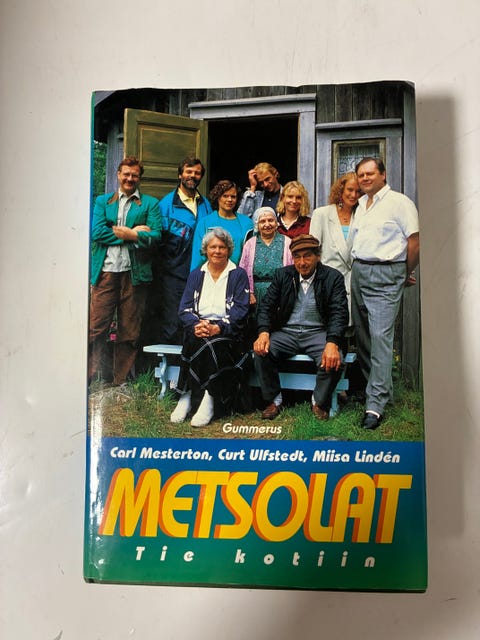 Gummerus
Carl Mesterton, Curt Ulfstedt, Miisa Lindén
METSOLAT
Tie kotiin